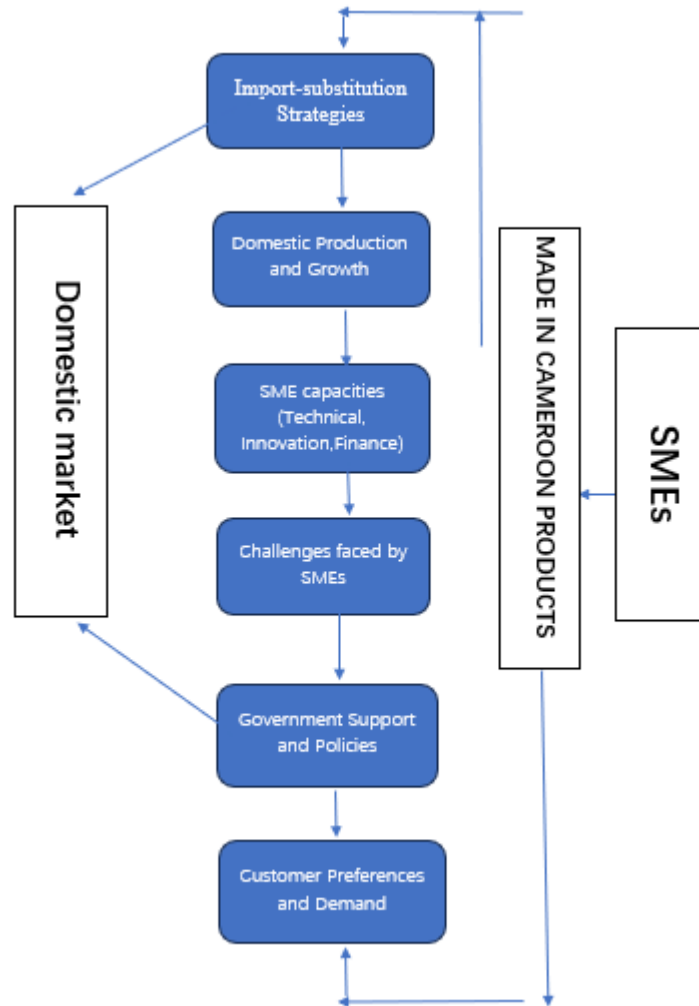 Import-substitution
Strategies
Domestic Production
and Growth
SME capacities
(Technical,
Innovation,Finance)
Challenges faced by
SMEs
Government Support
and Policies
Customer Preferences
and Demand
Domestic market
MADE IN CAMEROON PRODUCTS
SMEs